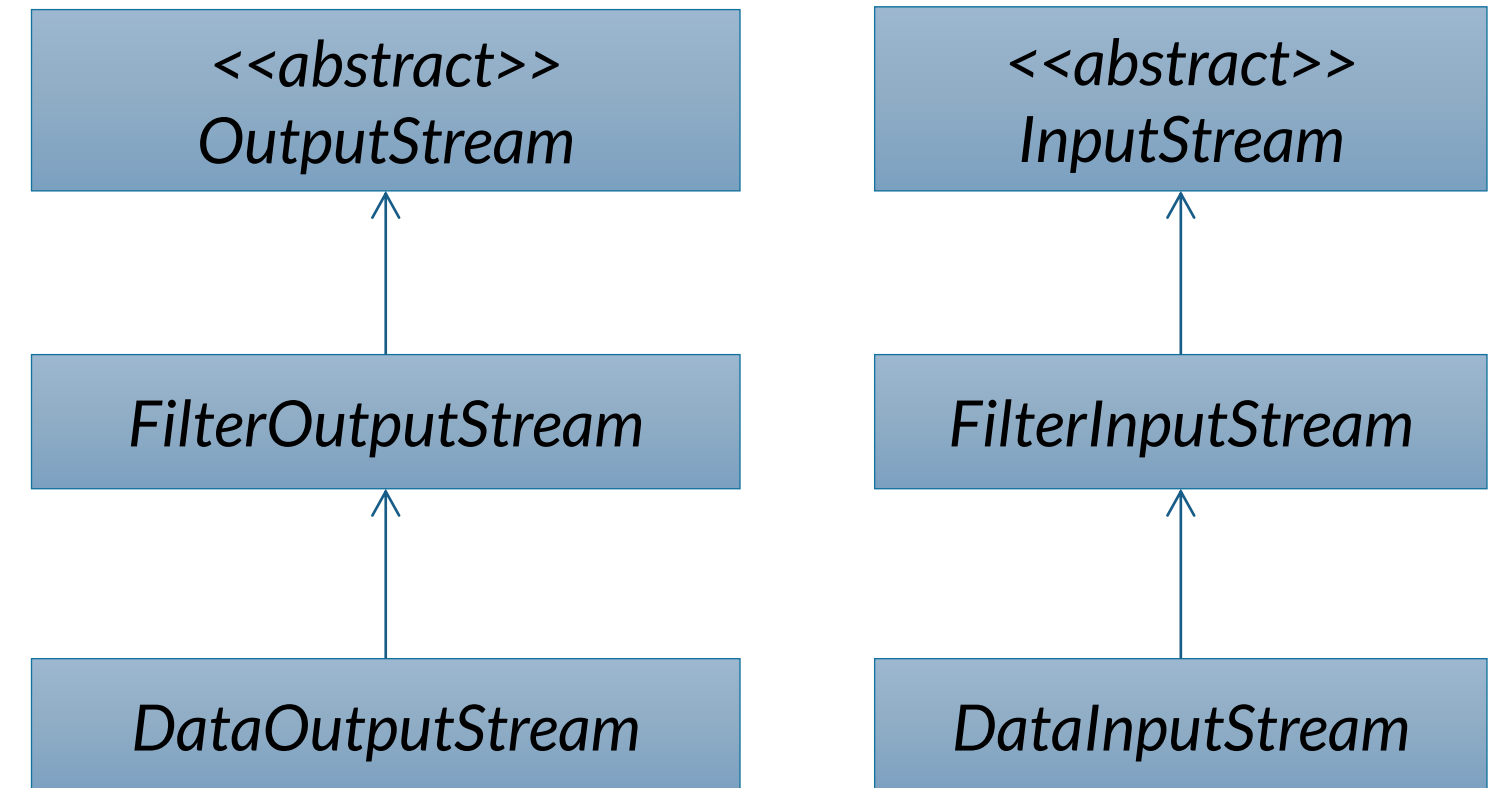 <<abstract>>
OutputStream
<<abstract>>
InputStream
FilterOutputStream
FilterInputStream
DataOutputStream
DataInputStream